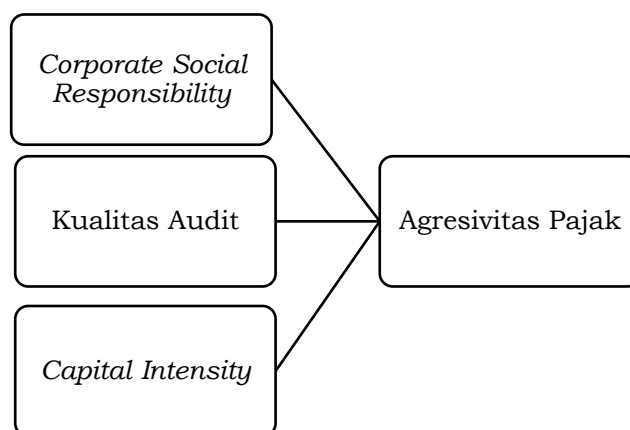 Corporate Social
Responsibility
Kualitas Audit
Agresivitas Pajak
Capital Intensity